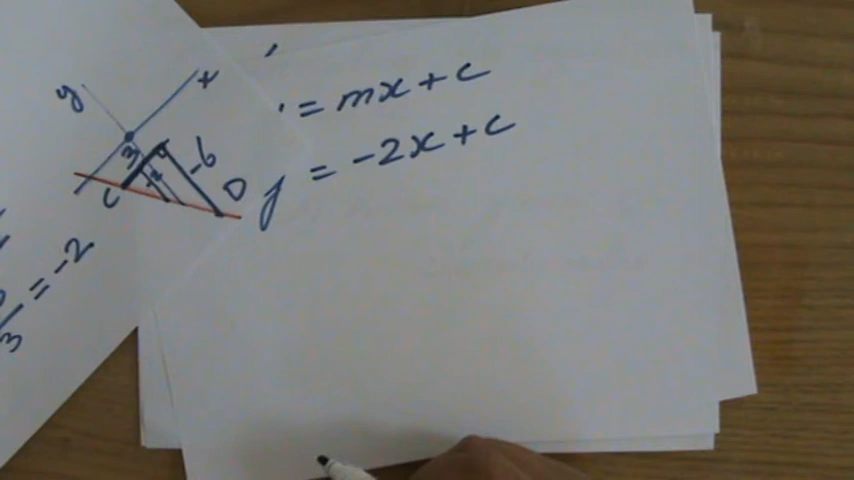 y
x
3
-6
C
D
= mx + c
y = -2x + c
3 = -2